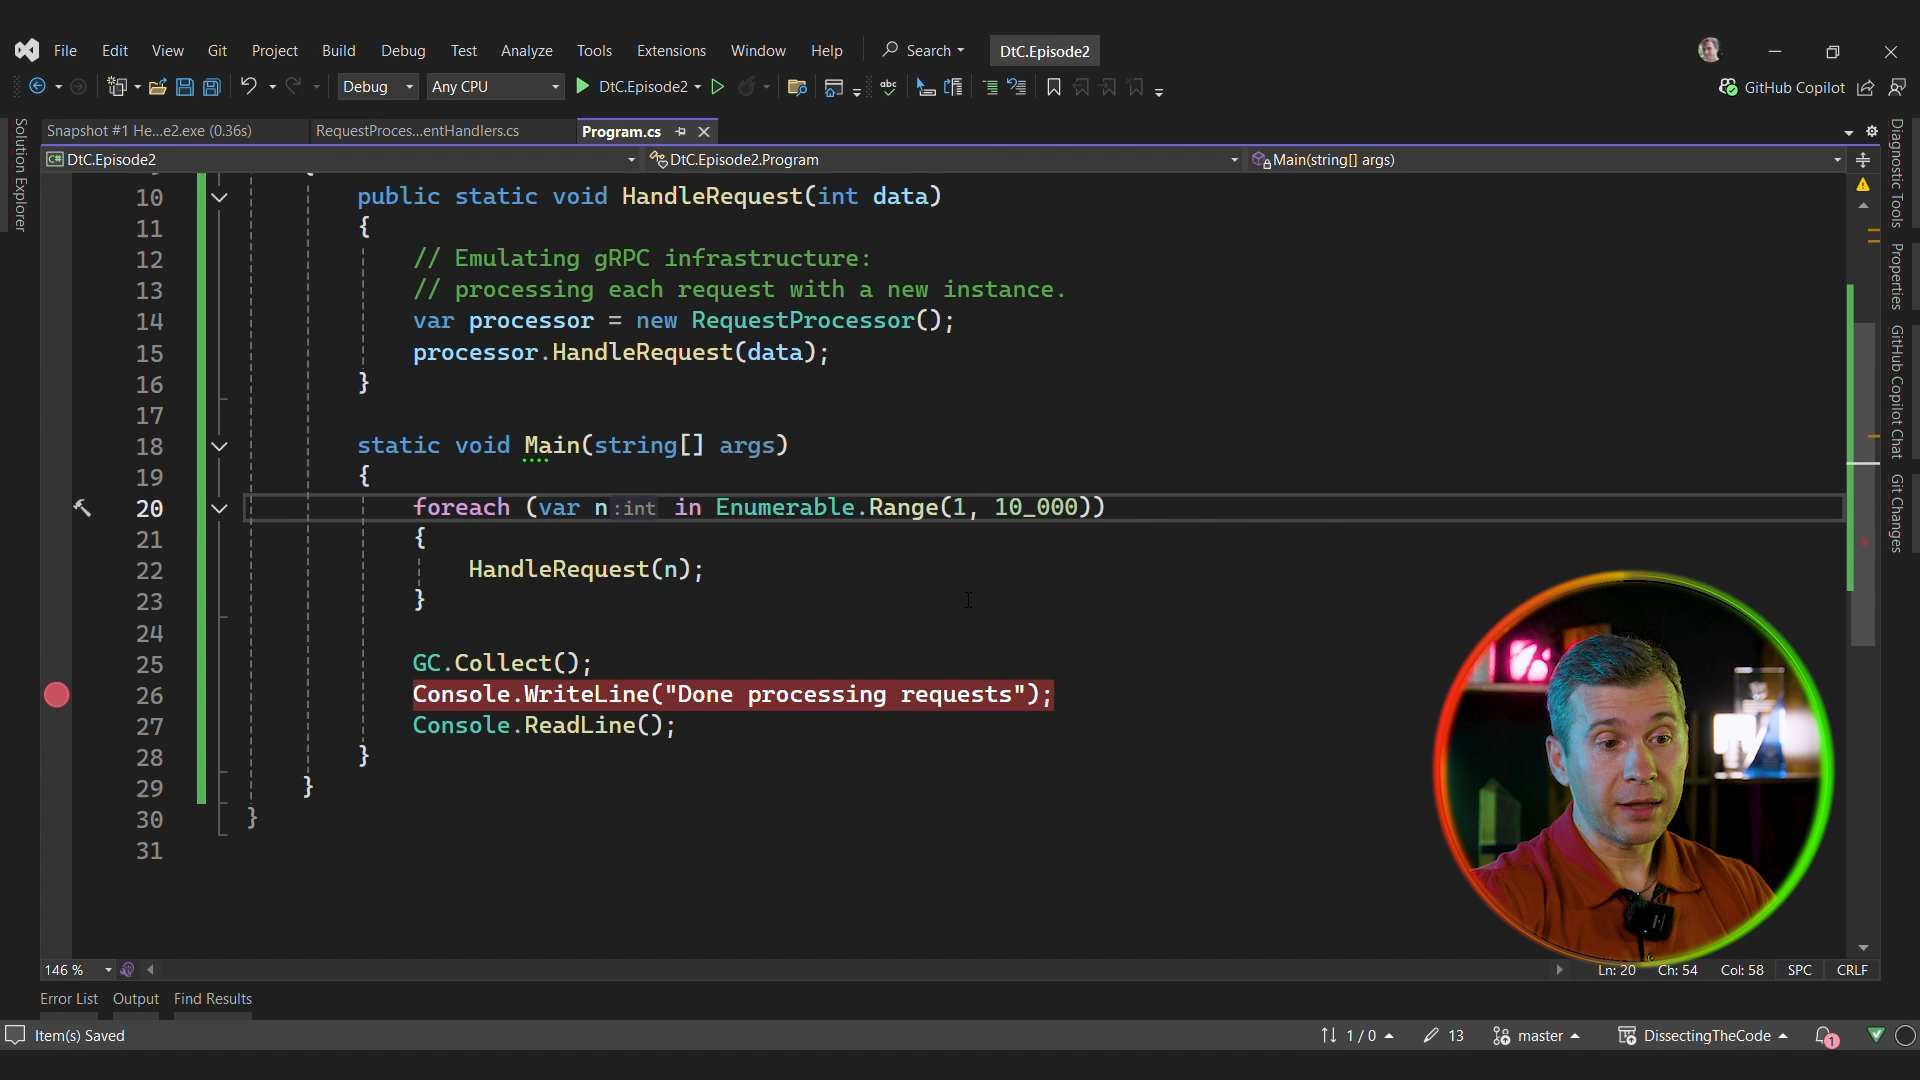 File Edit View Git Project Build Debug Test Analyze Tools Extensions Window Help Search DtC.Episode2
Debug Any CPU DtC.Episode2 GitHub Copilot
Snapshot #1 He...e2.exe (0.36s) RequestProces...entHandlers.cs Program.cs
C# DtC.Episode2 DtC.Episode2.Program Main(string[] args)
Solution Explorer
10 public static void HandleRequest(int data)
11 {
12 // Emulating gRPC infrastructure:
13 // processing each request with a new instance.
14 var processor = new RequestProcessor();
15 processor.HandleRequest(data);
16 }
17
18 static void Main(string[] args)
19 {
20 foreach (var n:int in Enumerable.Range(1, 10_000))
21 {
22 HandleRequest(n);
23 }
24
25 GC.Collect();
26 Console.WriteLine("Done processing requests");
27 Console.ReadLine();
28 }
29 }
30 }
31
Diagnostic Tools
Properties
GitHub Copilot Chat
Git Changes
146 % Ln: 20 Ch: 54 Col: 58 SPC CRLF
Error List Output Find Results
Item(s) Saved 1 / 0 13 master DissectingTheCode 1